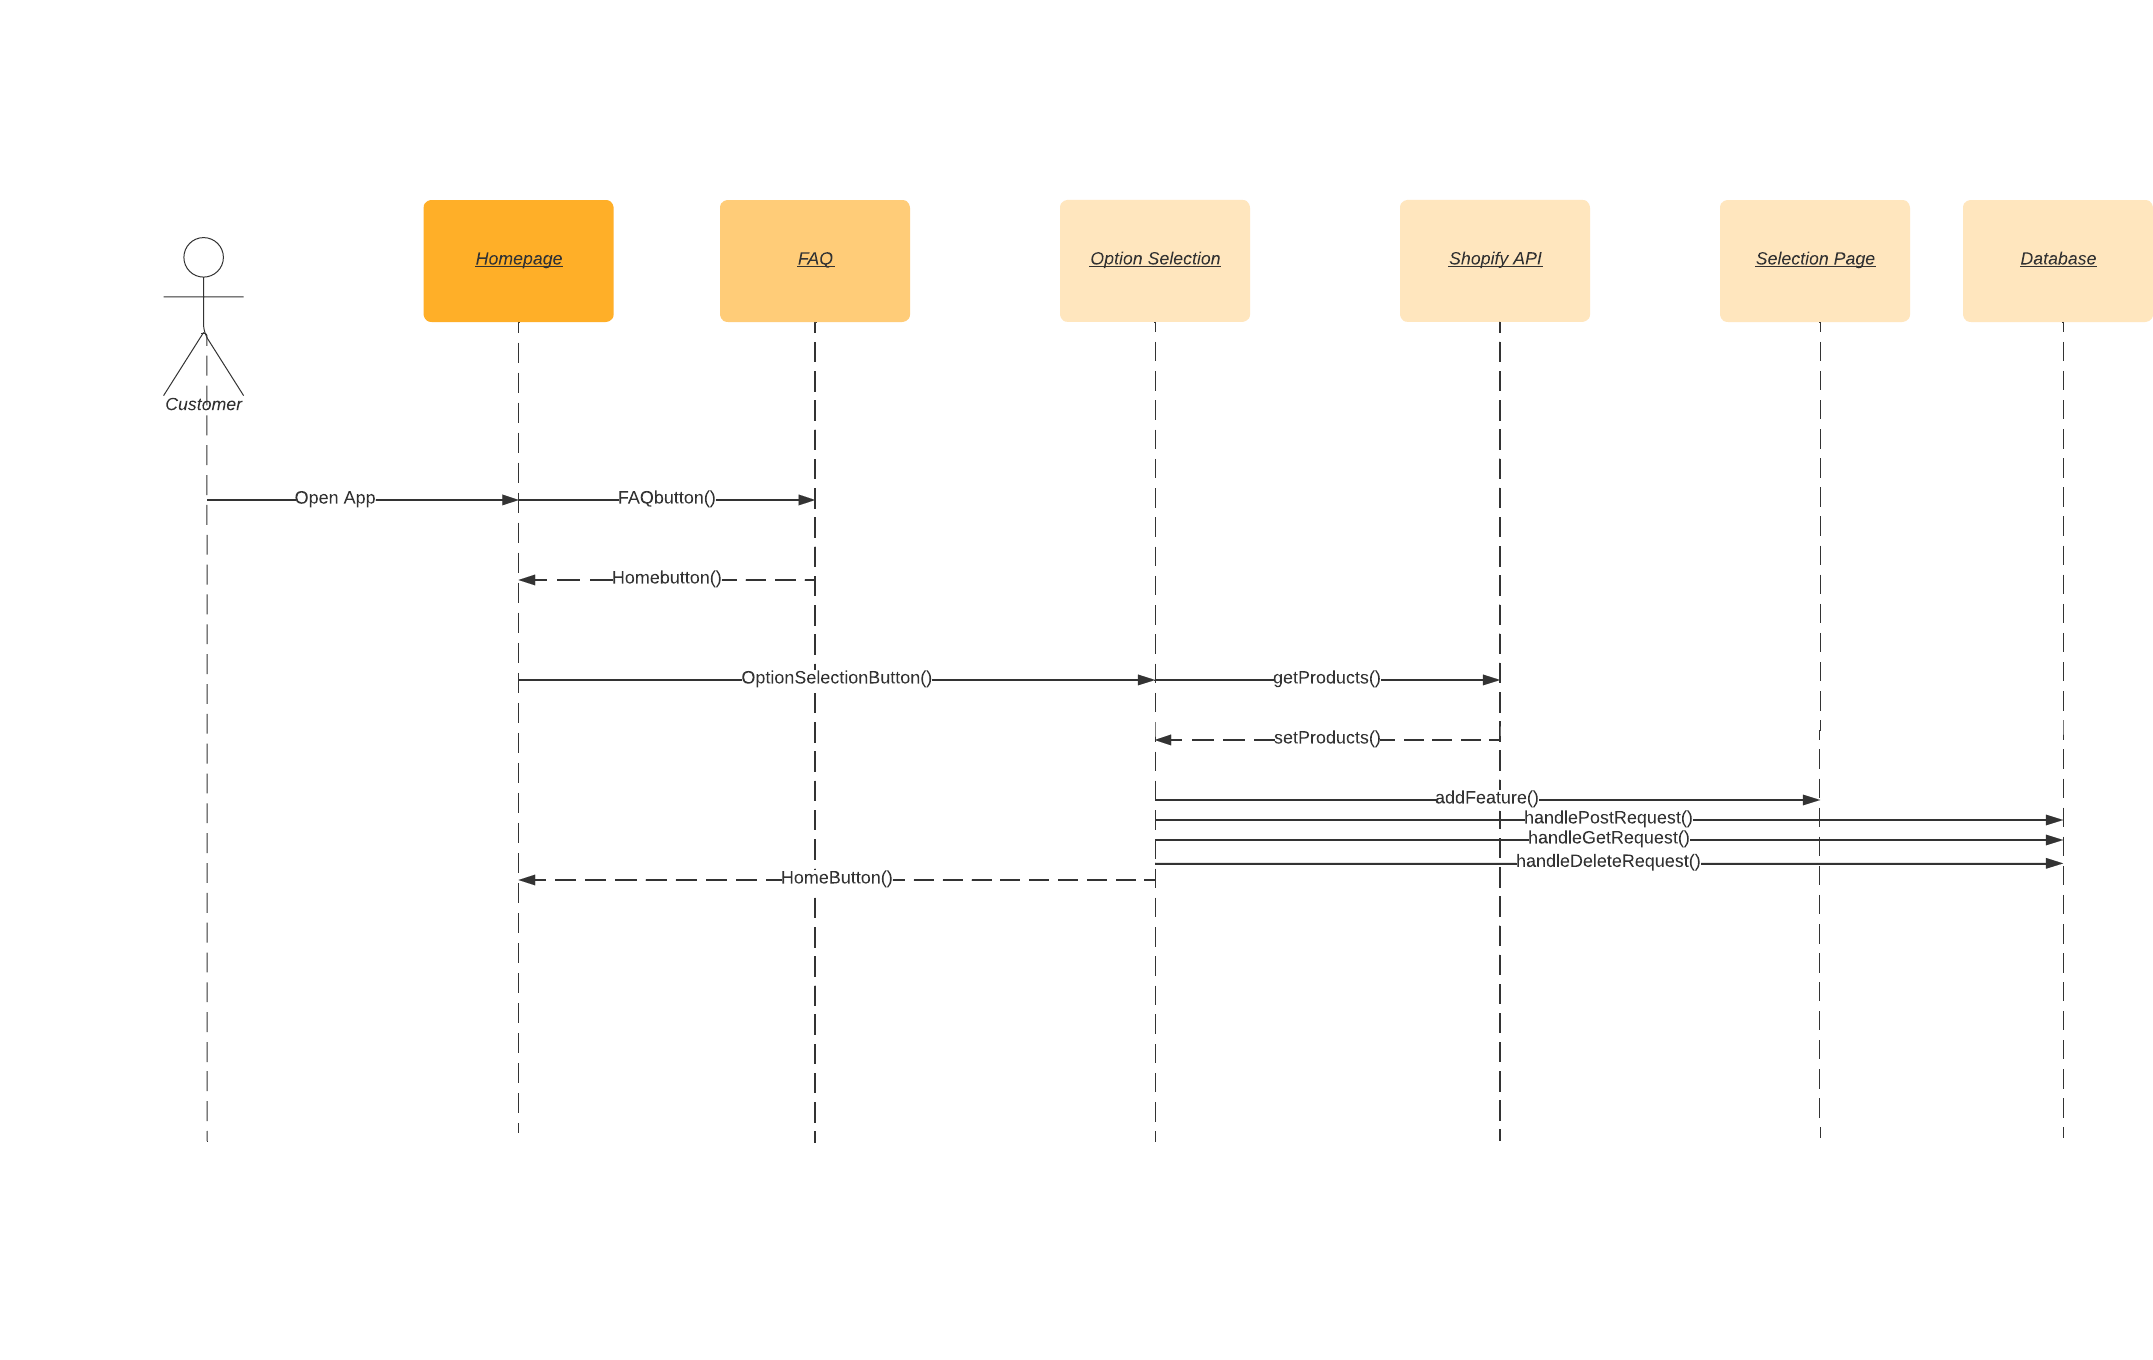 Homepage
FAQ
Option Selection
Shopify API
Selection Page
Database
Customer
Open App
FAQbutton()
Homebutton()
OptionSelectionButton()
getProducts()
setProducts()
addFeature()
handlePostRequest()
handleGetRequest()
handleDeleteRequest()
HomeButton()